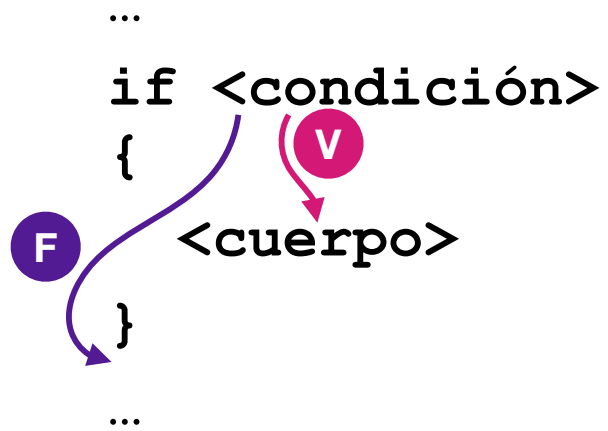 …
if <condición>
V
{
F
<cuerpo>
}
…